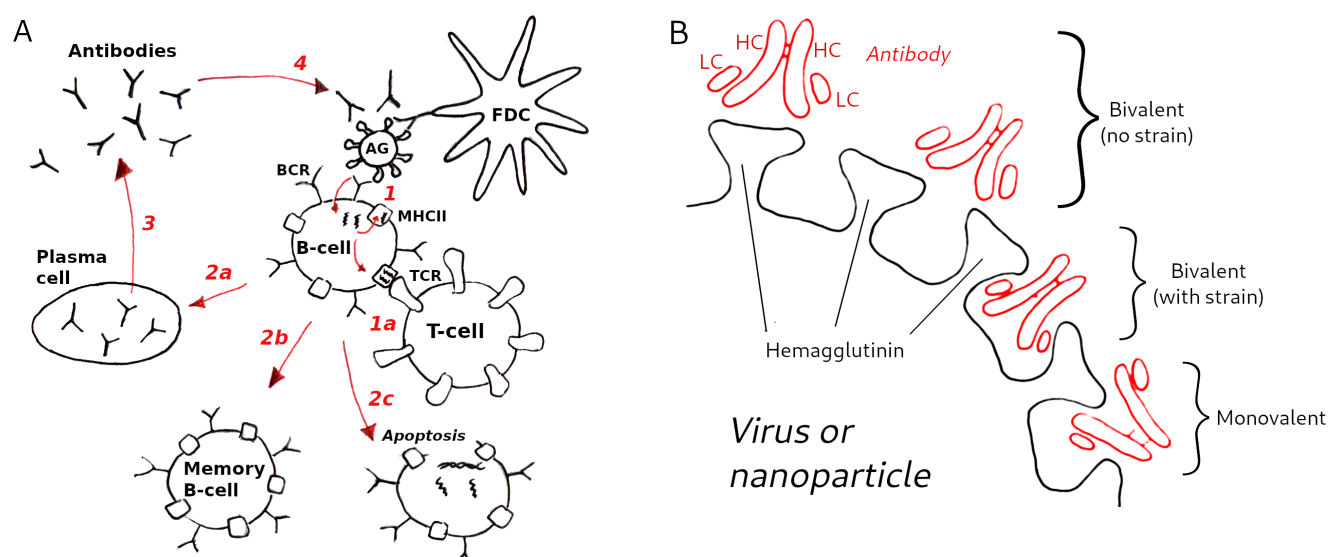 A
Antibodies
4
FDC
AG
BCR
1
MHCII
B-cell
3
TCR
Plasma
cell
2a
1a
T-cell
2b
2c
Apoptosis
Memory
B-cell
B
HC
HC
Antibody
LC
LC
Bivalent
(no strain)
Bivalent
(with strain)
Hemagglutinin
Monovalent
Virus or
nanoparticle